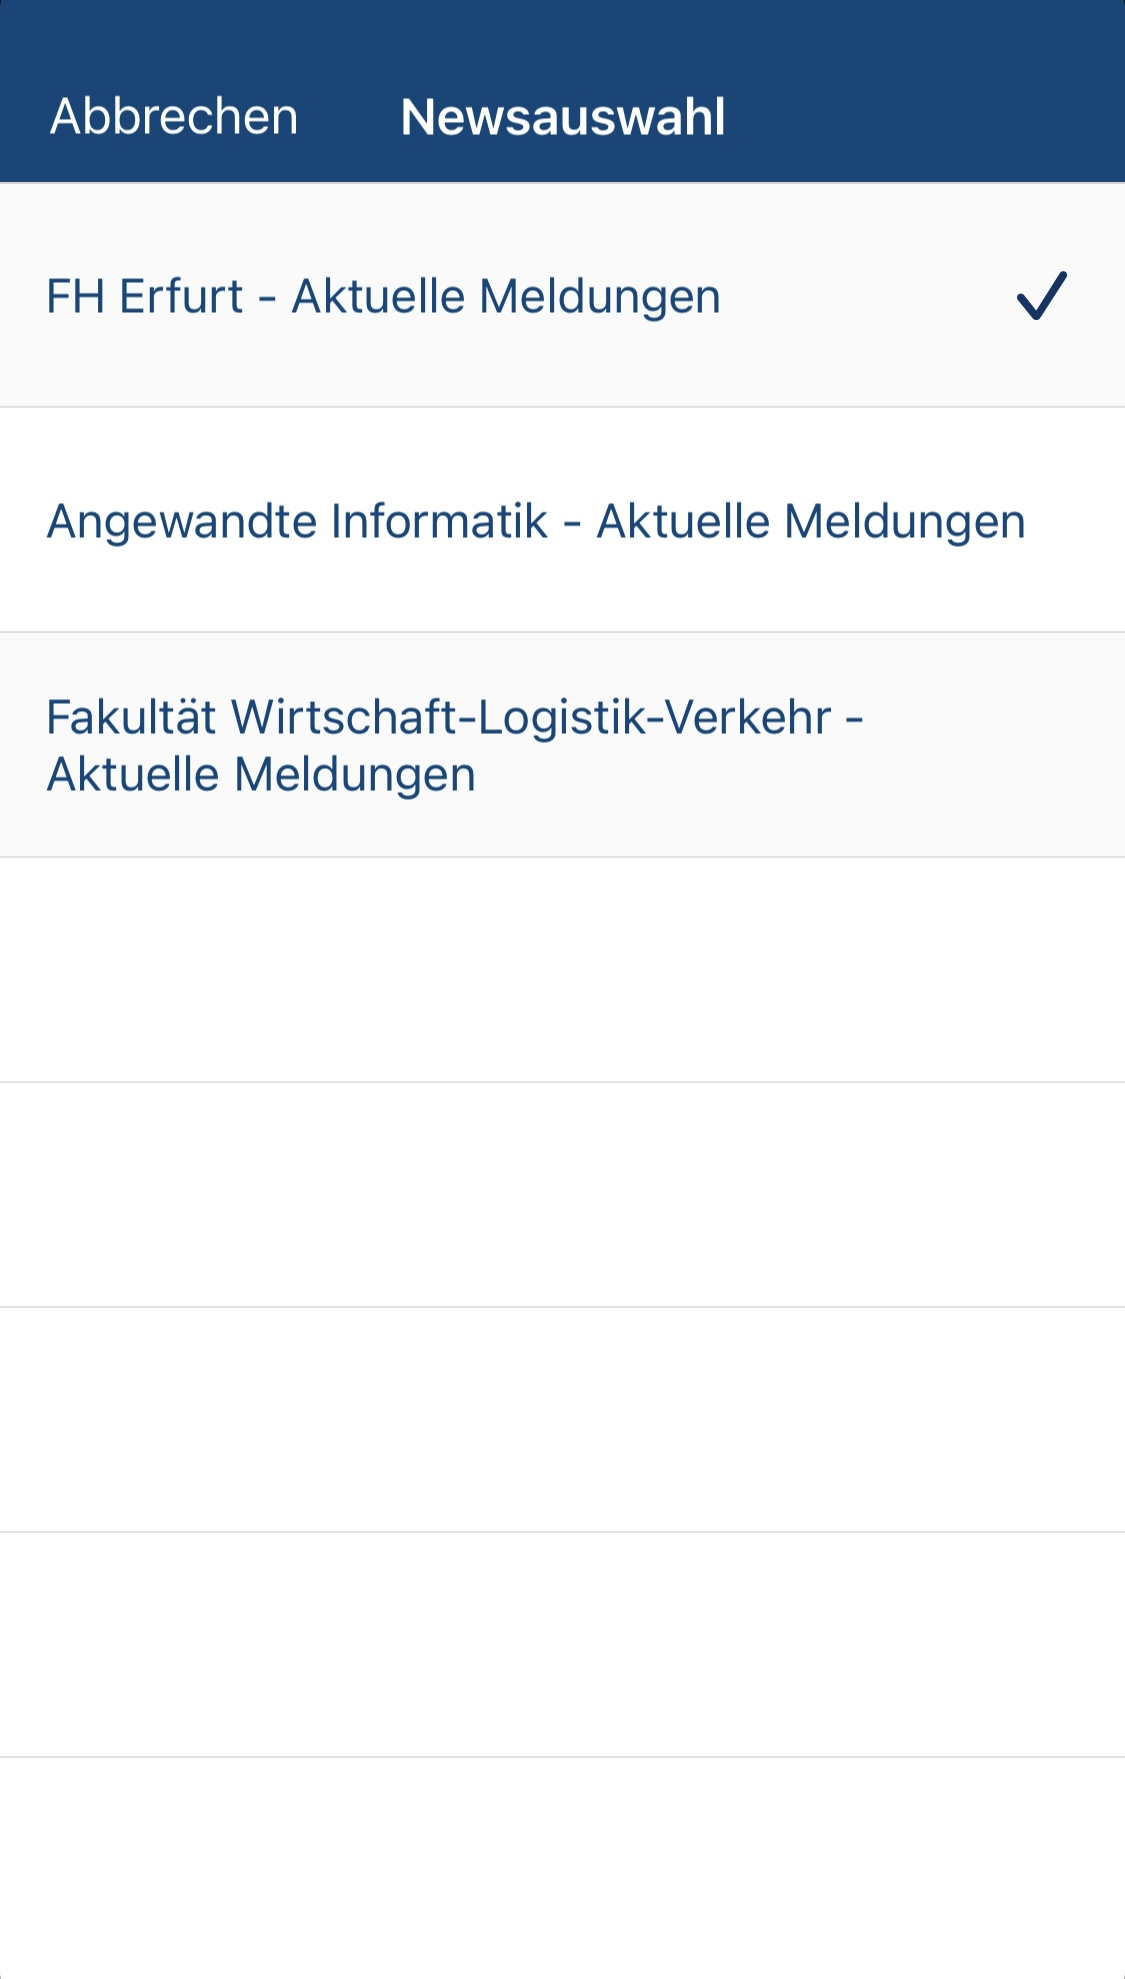 Abbrechen Newsauswahl
FH Erfurt - Aktuelle Meldungen
Angewandte Informatik - Aktuelle Meldungen
Fakultät Wirtschaft-Logistik-Verkehr -
Aktuelle Meldungen